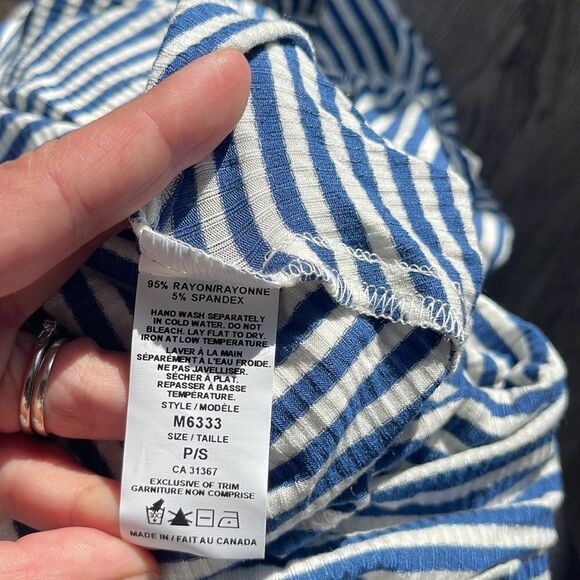 95% RAYON/RAYONNE
5% SPANDEX
HAND WASH SEPARATELY
IN COLD WATER. DO NOT
BLEACH. LAY FLAT TO DRY.
IRON AT LOW TEMPERATURE.
LAVER À LA MAIN
SÉPARÉMENT À L'EAU FROIDE.
NE PAS JAVELLISER.
SÉCHER À PLAT.
REPASSER À BASSE
TEMPÉRATURE.
STYLE / MODÈLE
M6333
SIZE / TAILLE
P/S
CA 31367
EXCLUSIVE OF TRIM
GARNITURE NON COMPRISE
MADE IN / FAIT AU CANADA